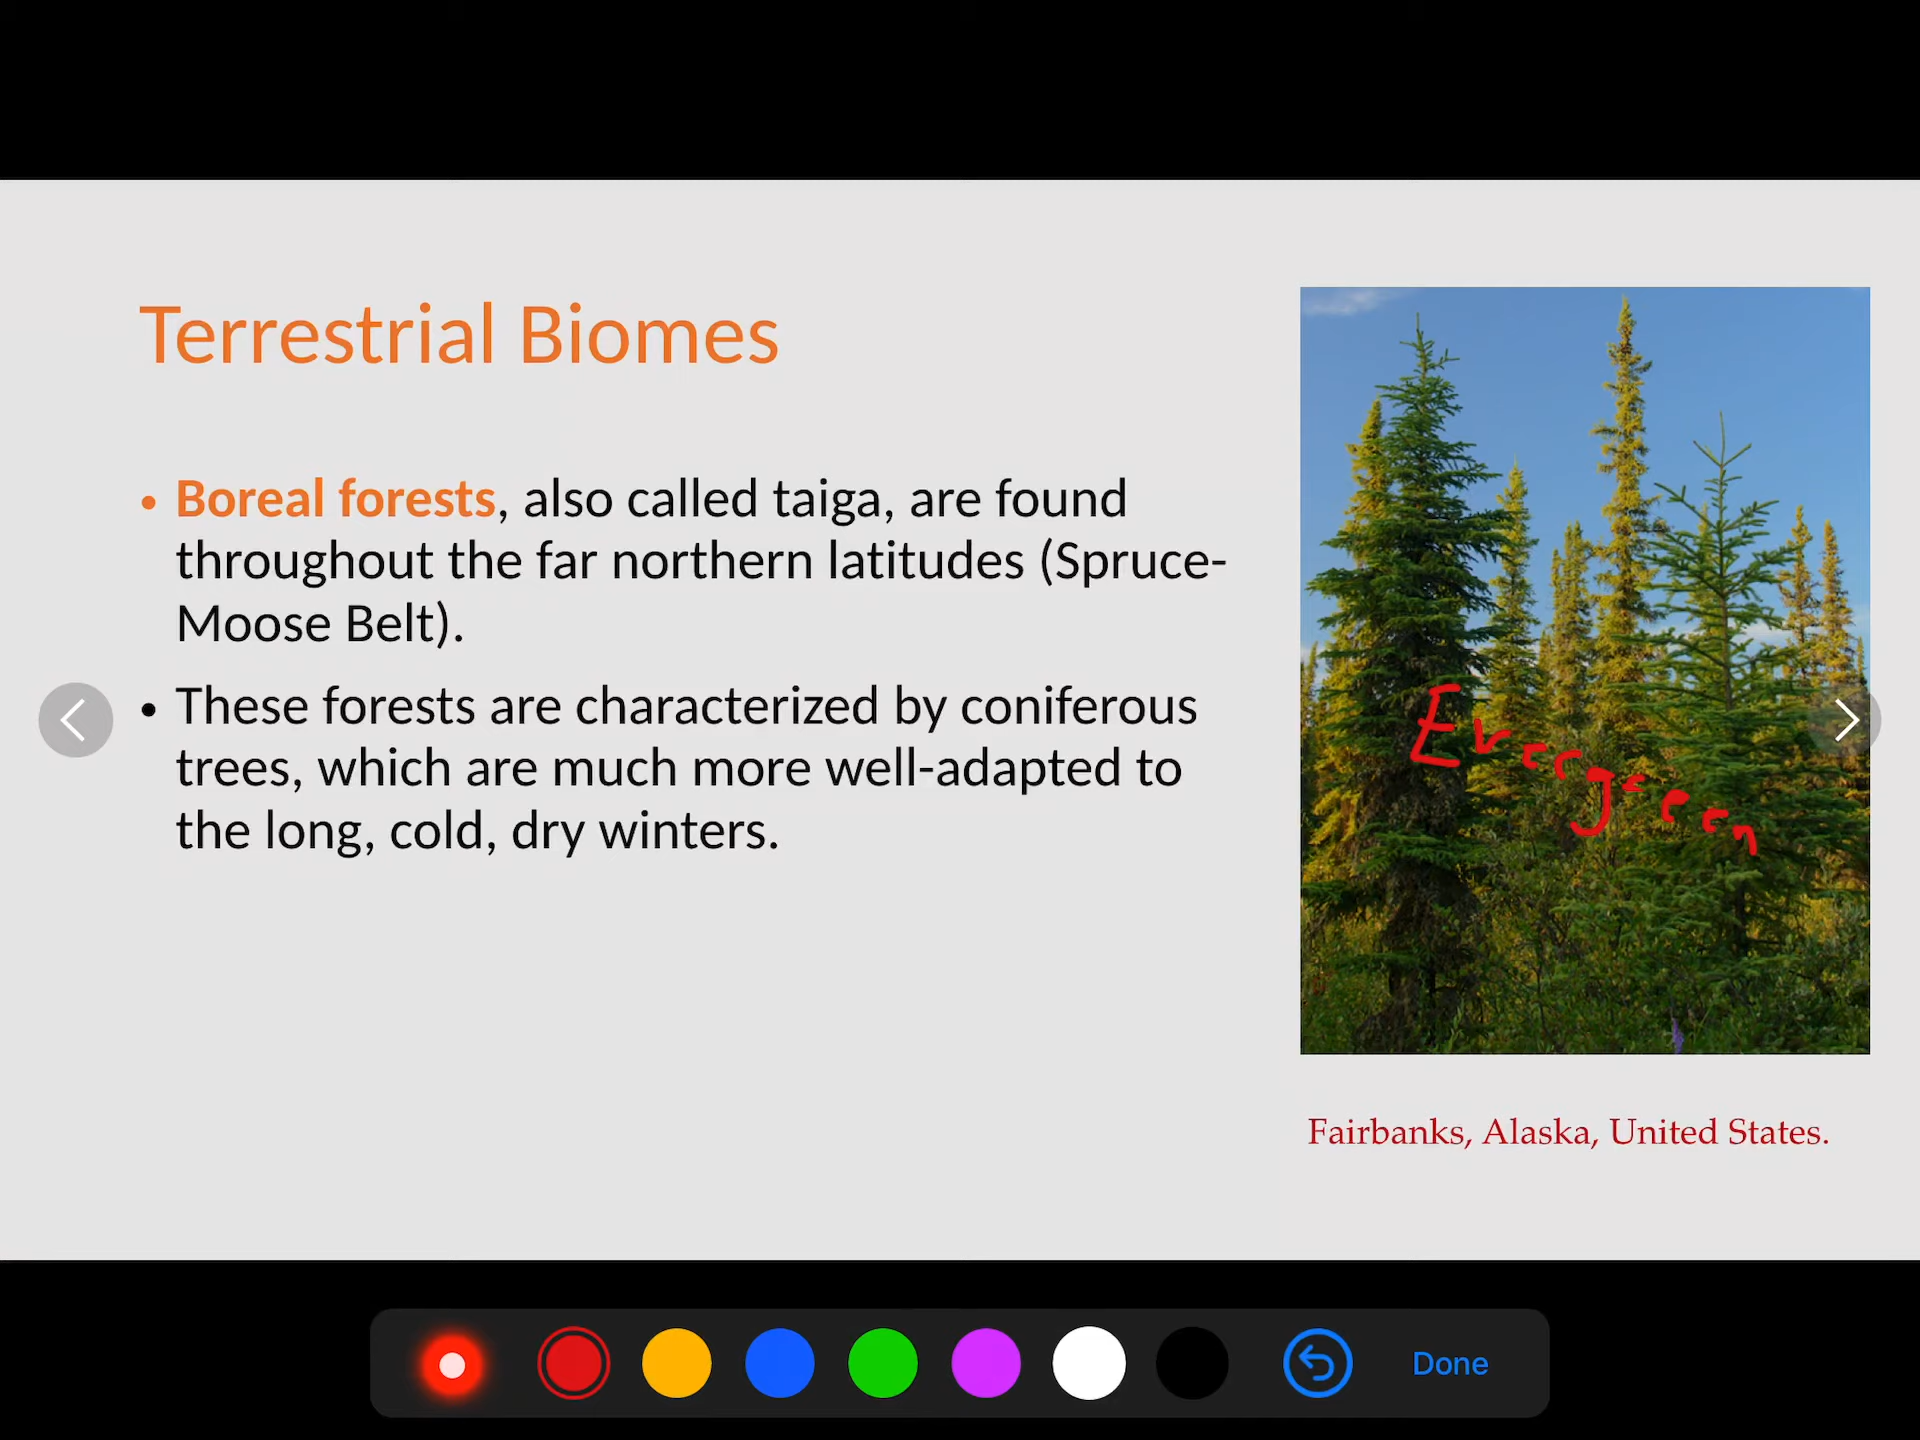 Terrestrial Biomes
• Boreal forests, also called taiga, are found
throughout the far northern latitudes (Spruce-
Moose Belt).
• These forests are characterized by coniferous
trees, which are much more well-adapted to
the long, cold, dry winters.
Evergreen
Fairbanks, Alaska, United States.
Done